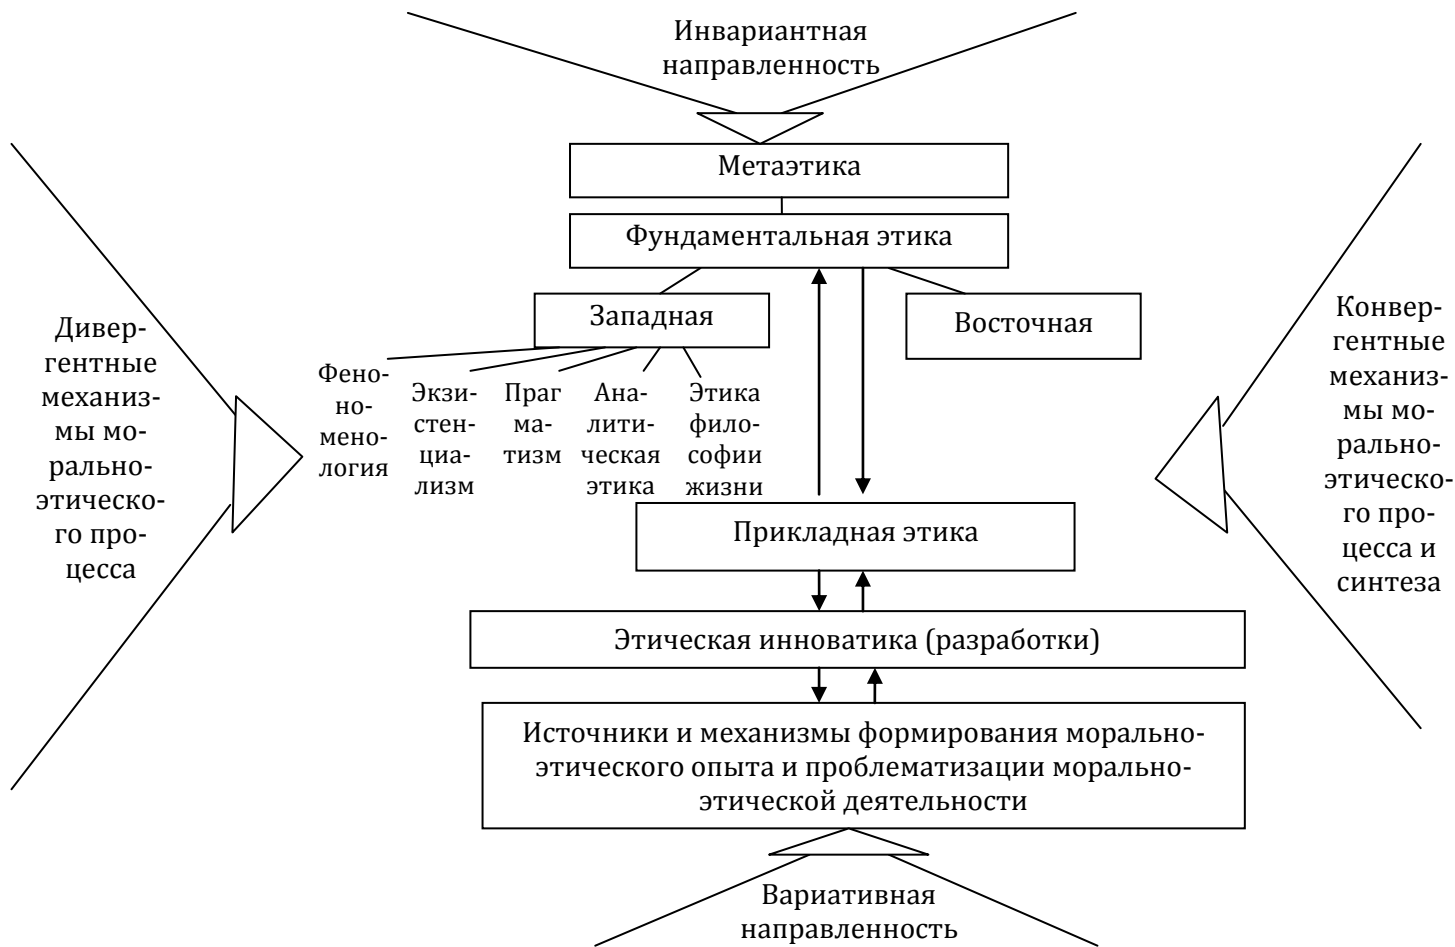 Инвариантная
направленность
Метаэтика
Фундаментальная этика
Западная
Восточная
Дивер-
гентные
механиз-
мы мо-
рально-
этическо-
го про-
цесса
Фено-
но-
мено-
логия
Экзи-
стен-
циа-
лизм
Праг
ма-
тизм
Ана-
лити-
ческая
этика
Этика
фило-
софии
жизни
Конвер-
гентные
механиз-
мы мо-
рально-
этическо-
го про-
цесса и
синтеза
Прикладная этика
Этическая инноватика (разработки)
Источники и механизмы формирования морально-
этического опыта и проблематизации морально-
этической деятельности
Вариативная
направленность